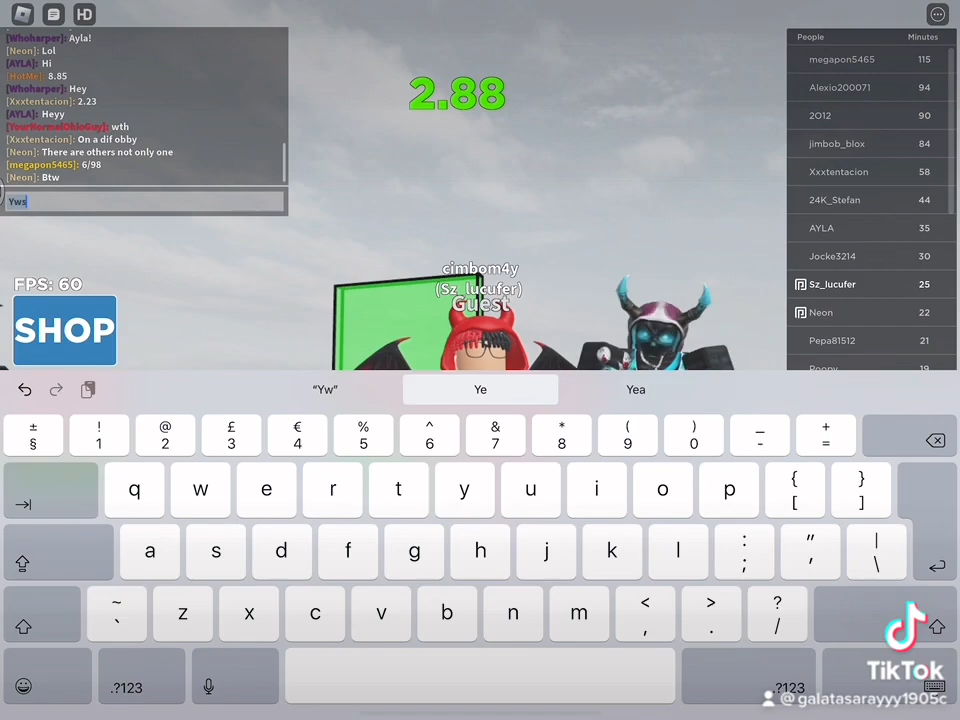 HD
[Whoharper]: Ayla!
[Neon]: Lol
[AYLA]: Hi
[HotMe]: 8.85
[Whoharper]: Hey
[Xxxtentacion]: 2.23
[AYLA]: Heyy
[YourNormalOhioGuy]: wth
[Xxxtentacion]: On a dif obby
[Neon]: There are others not only one
[megapon5465]: 6/98
[Neon]: Btw
Yws
2.88
People Minutes
megapon5465 115
Alexio200071 94
2O12 90
jimbob_blox 84
Xxxtentacion 58
24K_Stefan 44
AYLA 35
Jocke3214 30
Sz_lucufer 25
Neon 22
Pepa81512 21
Poopy 19
FPS: 60
SHOP
cimbom4y
(Sz_lucufer)
Guest
“Yw” Ye Yea
± ! @ £ € % ^ & * ( ) _ +
§ 1 2 3 4 5 6 7 8 9 0 - =
q w e r t y u i o p { }
[ ]
a s d f g h j k l : " |
; ' \
~ z x c v b n m < > ?
` , . /
.?123 .?123
TikTok
@galatasarayyy1905c